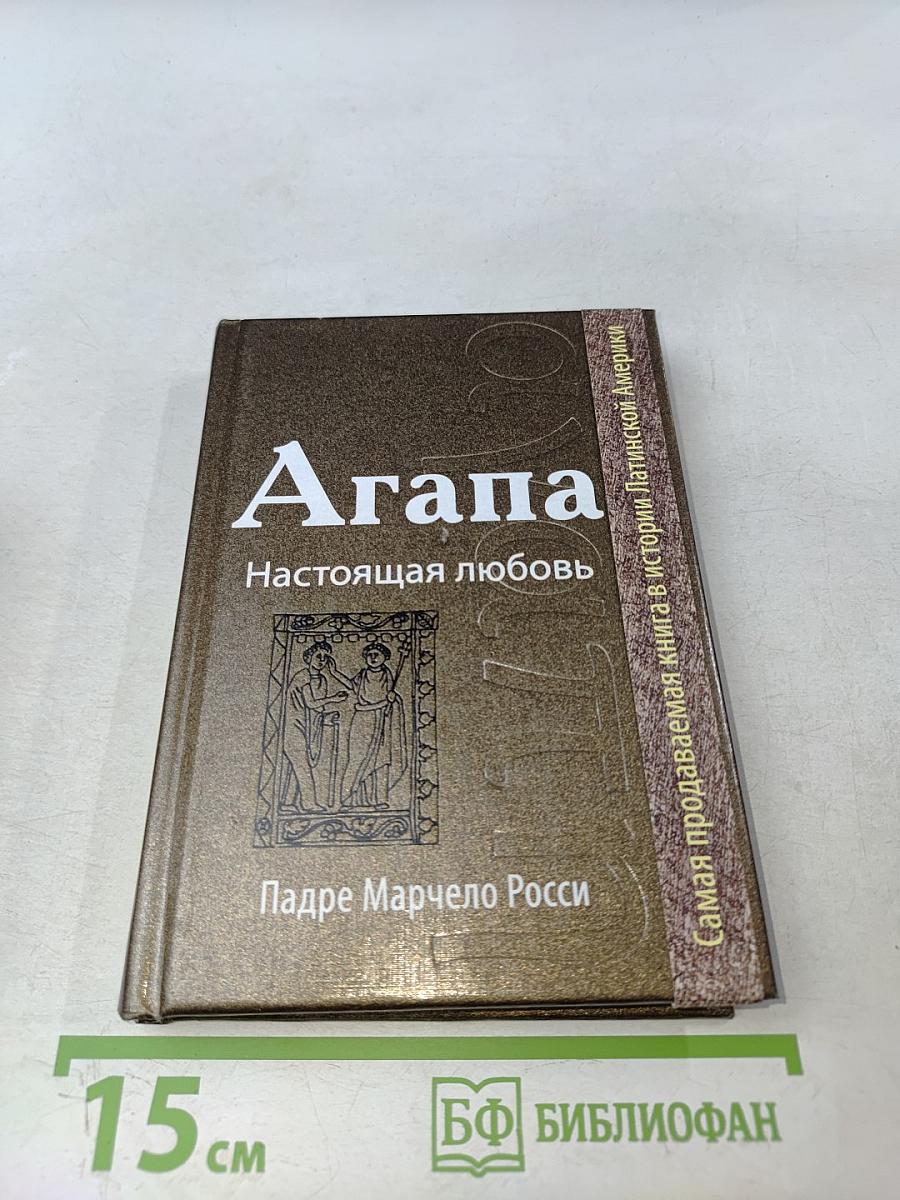 Агапа
Настоящая любовь
Падре Марчело Росси
Самая продаваемая книга в истории Латинской Америки
15 см
БФ БИБЛИОФАН